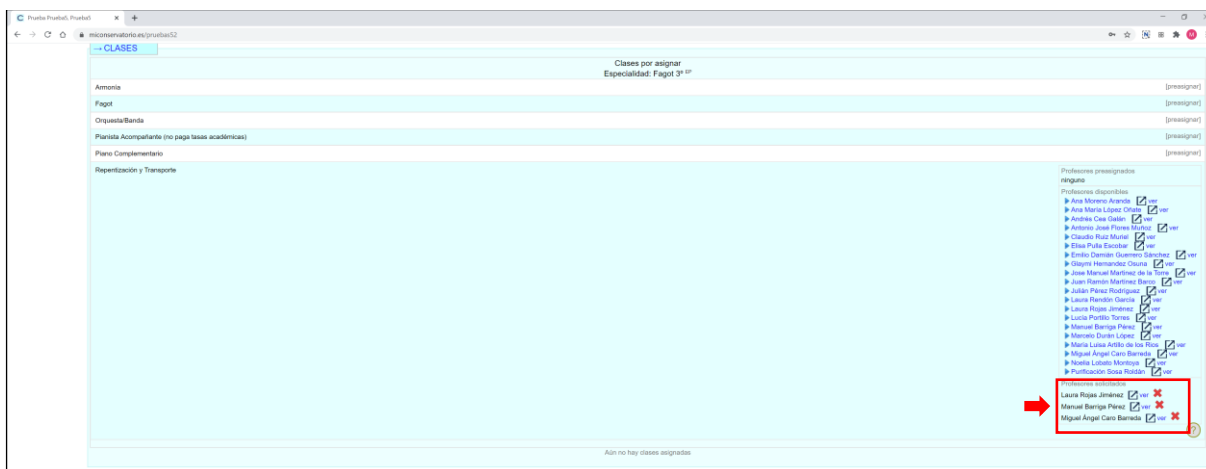 Prueba Prueba5, Prueba5
miconservatorio.es/pruebas52
→ CLASES
Clases por asignar
Especialidad: Fagot 3º EP
Armonía [preasignar]
Fagot [preasignar]
Orquesta/Banda [preasignar]
Pianista Acompañante (no paga tasas académicas) [preasignar]
Piano Complementario [preasignar]
Repentización y Transporte
Profesores preasignados
ninguno
Profesores disponibles
Ana Moreno Aranda ver
Ana María López Oñate ver
Andrés Cea Galán ver
Antonio José Flores Muñoz ver
Claudio Ruiz Muriel ver
Elisa Pulla Escobar ver
Emilio Damián Guerrero Sánchez ver
Glaymi Hernandez Osuna ver
Jose Manuel Martínez de la Torre ver
Juan Ramón Martínez Barco ver
Julián Pérez Rodríguez ver
Laura Rendón García ver
Laura Rojas Jiménez ver
Lucía Portillo Torres ver
Manuel Barriga Pérez ver
Marcelo Durán López ver
María Luisa Artillo de los Ríos ver
Miguel Ángel Caro Barreda ver
Noelia Lobato Montoya ver
Purificación Sosa Roldán ver
Profesores solicitados
Laura Rojas Jiménez ver
Manuel Barriga Pérez ver
Miguel Ángel Caro Barreda ver
?
Aún no hay clases asignadas